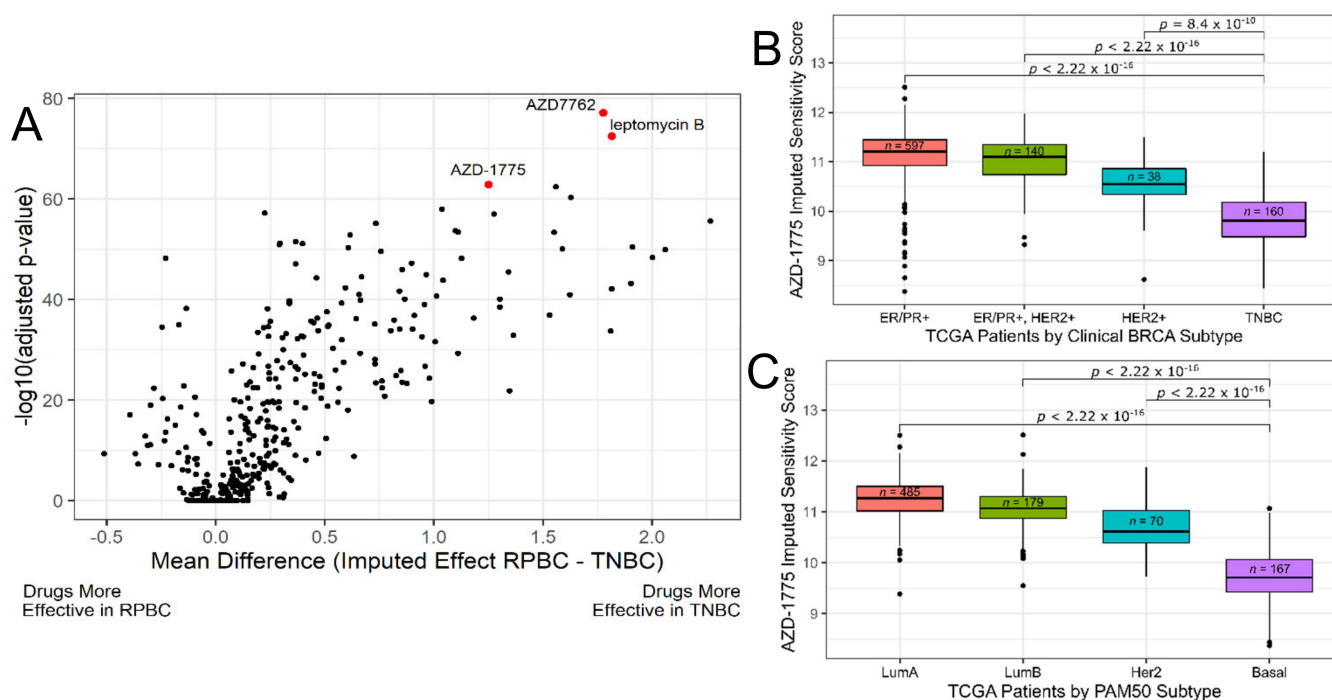 A
80
60
40
20
0
-log10(adjusted p-value)
AZD7762
leptomycin B
AZD-1775
-0.5 0.0 0.5 1.0 1.5 2.0
Mean Difference (Imputed Effect RPBC - TNBC)
Drugs More
Effective in RPBC
Drugs More
Effective in TNBC
B
AZD-1775 Imputed Sensitivity Score
13
12
11
10
9
p = 8.4 x 10⁻¹⁰
p < 2.22 x 10⁻¹⁶
p < 2.22 x 10⁻¹⁶
n = 597
n = 140
n = 38
n = 160
ER/PR+ ER/PR+, HER2+ HER2+ TNBC
TCGA Patients by Clinical BRCA Subtype
C
AZD-1775 Imputed Sensitivity Score
13
12
11
10
9
p < 2.22 x 10⁻¹⁶
p < 2.22 x 10⁻¹⁶
p < 2.22 x 10⁻¹⁶
n = 485
n = 179
n = 70
n = 167
LumA LumB Her2 Basal
TCGA Patients by PAM50 Subtype